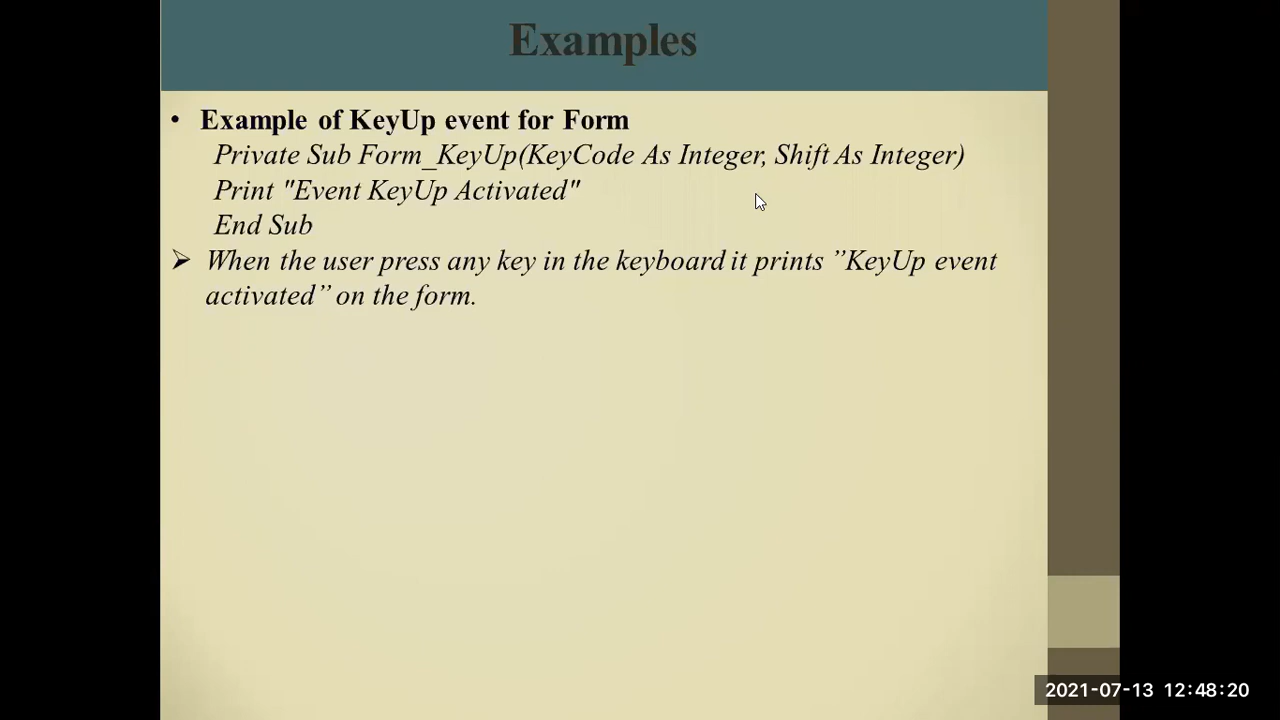 Examples
• Example of KeyUp event for Form
Private Sub Form_KeyUp(KeyCode As Integer, Shift As Integer)
Print "Event KeyUp Activated"
End Sub
➢ When the user press any key in the keyboard it prints ”KeyUp event
activated” on the form.
2021-07-13 12:48:20